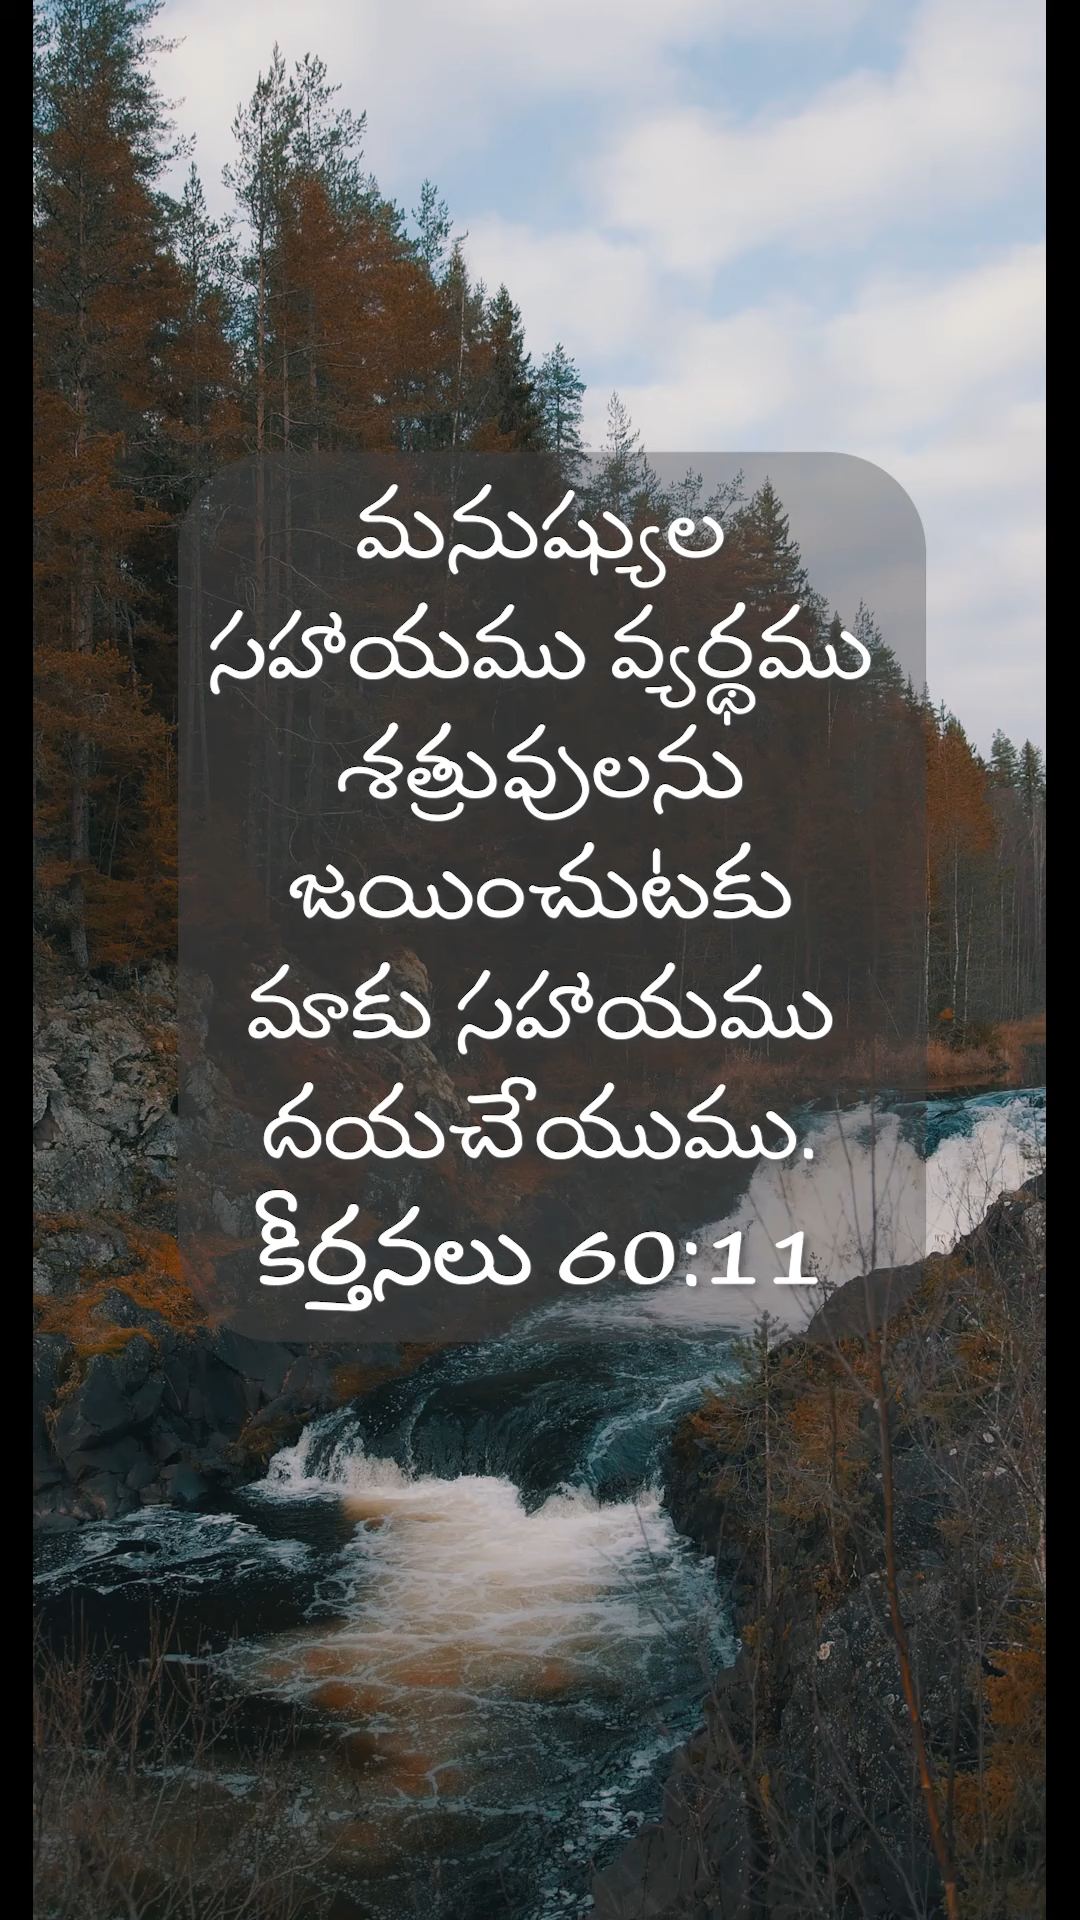 మనుష్యుల
సహాయము వ్యర్థము
శత్రువులను
జయించుటకు
మాకు సహాయము
దయచేయుము.
కీర్తనలు 60:11